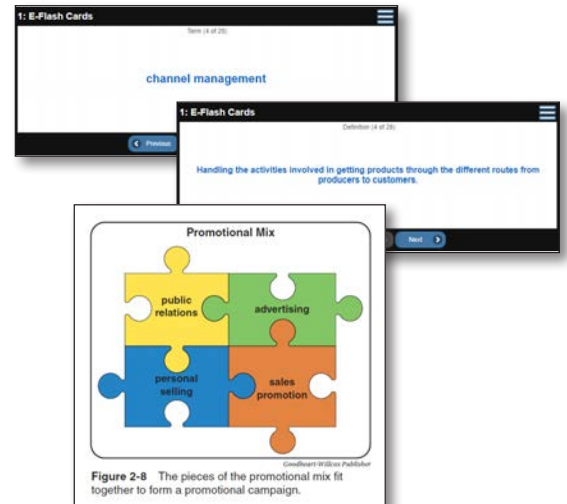 1: E-Flash Cards
Term (4 of 28)
channel management
Previous
1: E-Flash Cards
Definition (4 of 28)
Handling the activities involved in getting products through the different routes from
producers to customers.
Next
Promotional Mix
public
relations
advertising
personal
selling
sales
promotion
Goodheart-Willcox Publisher
Figure 2-8 The pieces of the promotional mix fit
together to form a promotional campaign.